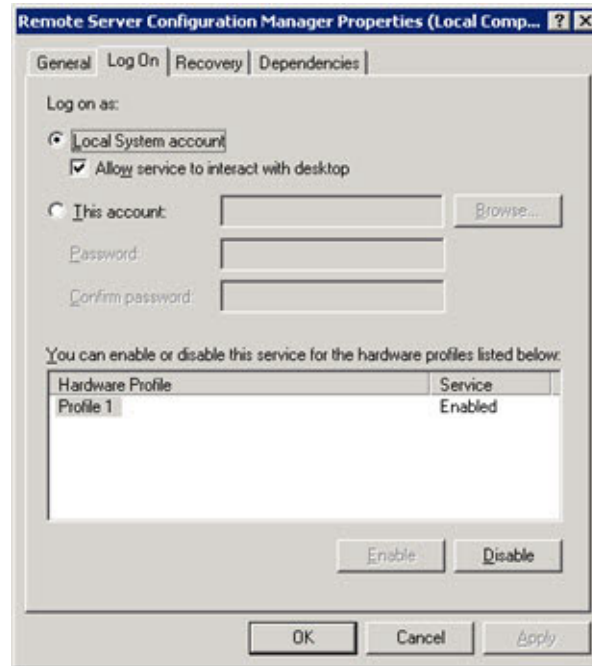 Remote Server Configuration Manager Properties (Local Comp... ? X
General Log On Recovery Dependencies
Log on as:
Local System account
Allow service to interact with desktop
This account: Browse...
Password:
Confirm password:
You can enable or disable this service for the hardware profiles listed below:
Hardware Profile Service
Profile 1 Enabled
Enable Disable
OK Cancel Apply